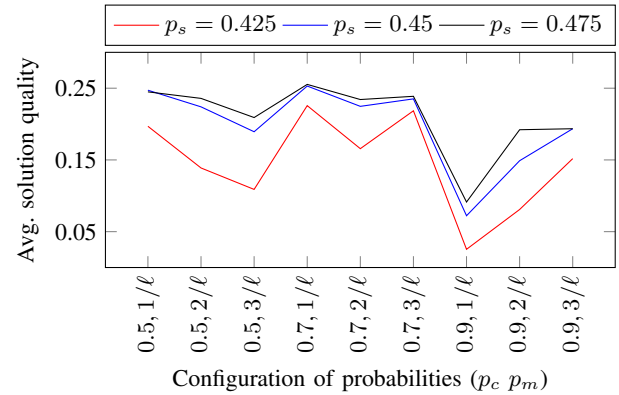 p_s = 0.425 p_s = 0.45 p_s = 0.475
Avg. solution quality
0.25
0.15
0.05
0.5, 1/ℓ
0.5, 2/ℓ
0.5, 3/ℓ
0.7, 1/ℓ
0.7, 2/ℓ
0.7, 3/ℓ
0.9, 1/ℓ
0.9, 2/ℓ
0.9, 3/ℓ
Configuration of probabilities (p_c p_m)